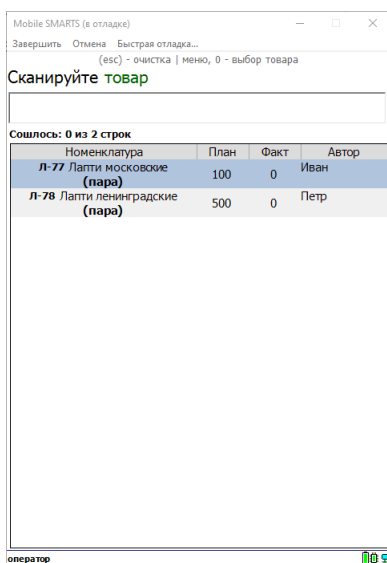 Mobile SMARTS (в отладке)
Завершить Отмена Быстрая отладка...
(esc) - очистка | меню, 0 - выбор товара
Сканируйте товар
Сошлось: 0 из 2 строк
Номенклатура План Факт Автор
Л-77 Лапти московские (пара) 100 0 Иван
Л-78 Лапти ленинградские (пара) 500 0 Петр
оператор